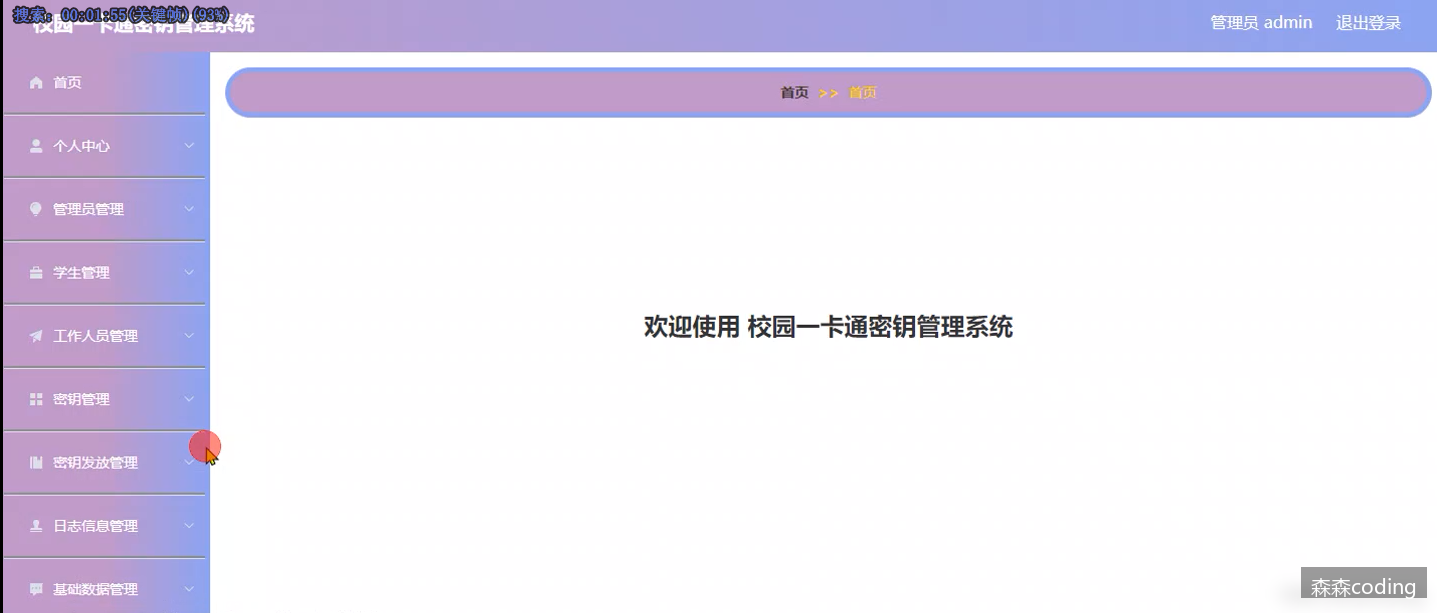 搜索: 00:01:55(关键帧)(93%)
校园一卡通密钥管理系统
管理员 admin 退出登录
首页
首页 >> 首页
个人中心
管理员管理
学生管理
工作人员管理
欢迎使用 校园一卡通密钥管理系统
密钥管理
密钥发放管理
日志信息管理
基础数据管理
森森coding